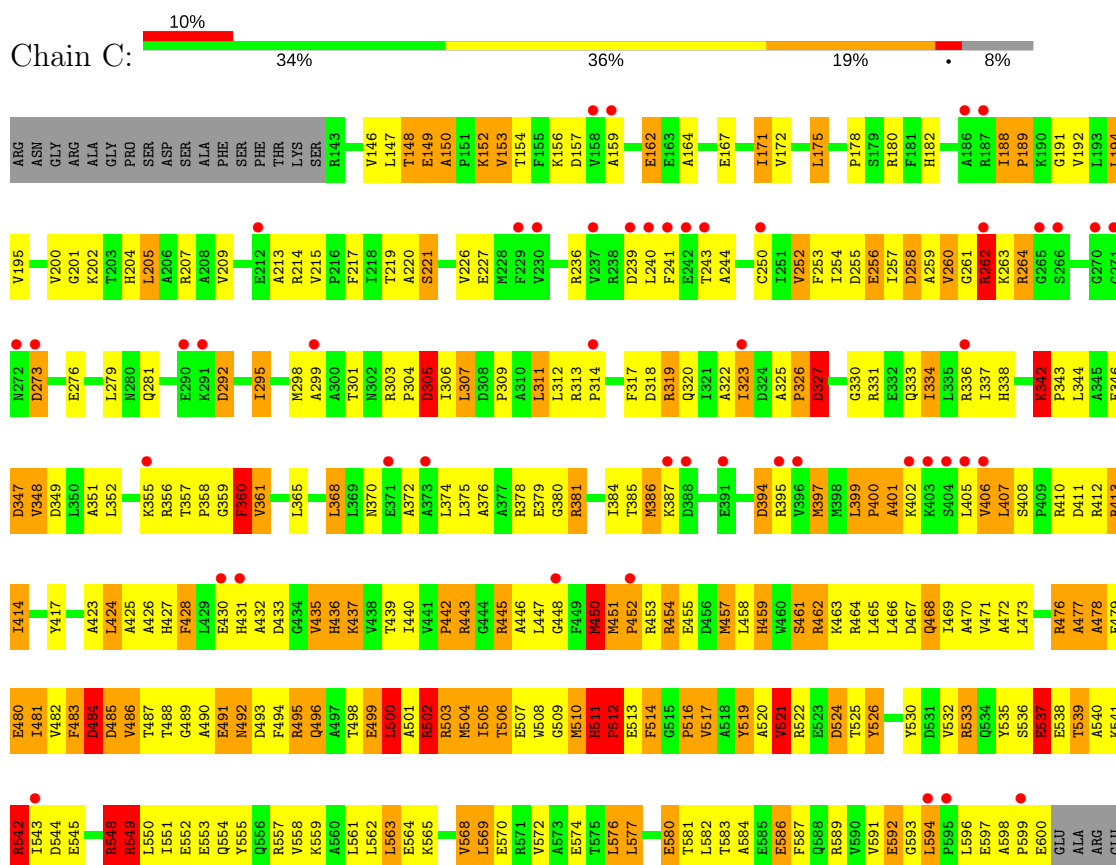 Chain C:
10%
34% 36% 19% • 8%
ARG ASN GLY ARG ALA GLY PRO SER ASP SER ALA PHE SER PHE THR LYS SER R143 V146 L147 T148 E149 A150 P151 K152 V153 T154 F155 K156 D157 V158 A159 E162 E163 A164 E167 I171 V172 L175 P178 S179 R180 F181 H182 A186 R187 I188 P189 K190 G191 V192 L193 L194
V195 V200 G201 K202 T203 H204 L205 A206 R207 A208 V209 E212 A213 R214 V215 P216 F217 I218 T219 A220 S221 V226 E227 M228 F229 V230 R236 V237 R238 D239 L240 F241 E242 T243 A244 C250 I251 V252 F253 I254 D255 E256 I257 D258 A259 V260 G261 R262 K263 R264 G265 S266 G270 G271
N272 D273 E276 L279 N280 Q281 E290 K291 D292 I295 M298 A299 A300 T301 N302 R303 P304 D305 I306 L307 D308 P309 A310 L311 L312 R313 P314 F317 D318 R319 Q320 I321 A322 I323 D324 A325 P326 D327 G330 R331 E332 Q333 I334 L335 R336 I337 H338 K342 P343 L344 A345 E346
D347 V348 D349 L350 A351 L352 K355 R356 T357 P358 G359 F360 V361 L365 L368 L369 N370 E371 A372 A373 L374 L375 A376 A377 R378 E379 G380 R381 I384 T385 M386 K387 D388 E391 D394 R395 V396 M397 M398 L399 P400 A401 K402 K403 S404 L405 V406 L407 S408 P409 R410 D411 R412 R413
I414 Y417 A423 L424 A425 A426 H427 F428 L429 E430 H431 A432 D433 G434 V435 H436 K437 V438 T439 I440 V441 P442 R443 G444 R445 A446 L447 G448 F449 M450 M451 P452 R453 R454 E455 D456 M457 L458 H459 W460 S461 R462 K463 R464 L465 L466 D467 Q468 I469 A470 V471 A472 L473 R476 A477 A478 E479
E480 I481 V482 F483 D484 D485 V486 T487 T488 G489 A490 E491 N492 D493 F494 R495 Q496 A497 T498 E499 L500 A501 R502 R503 M504 I505 T506 E507 W508 G509 M510 H511 P512 E513 F514 G515 P516 V517 A518 Y519 A520 V521 R522 E523 D524 T525 Y526 Y530 D531 V532 R533 Q534 Y535 S536 E537 E538 T539 A540 K541
R542 I543 D544 E545 R548 R549 L550 I551 E552 E553 Q554 Y555 Q556 R557 V558 K559 A560 L561 L562 L563 E564 K565 V568 L569 E570 R571 V572 A573 E574 T575 L576 L577 E580 T581 L582 T583 A584 E585 E586 F587 Q588 R589 V590 V591 E592 G593 L594 P595 L596 E597 A598 P599 E600 GLU ALA ARG